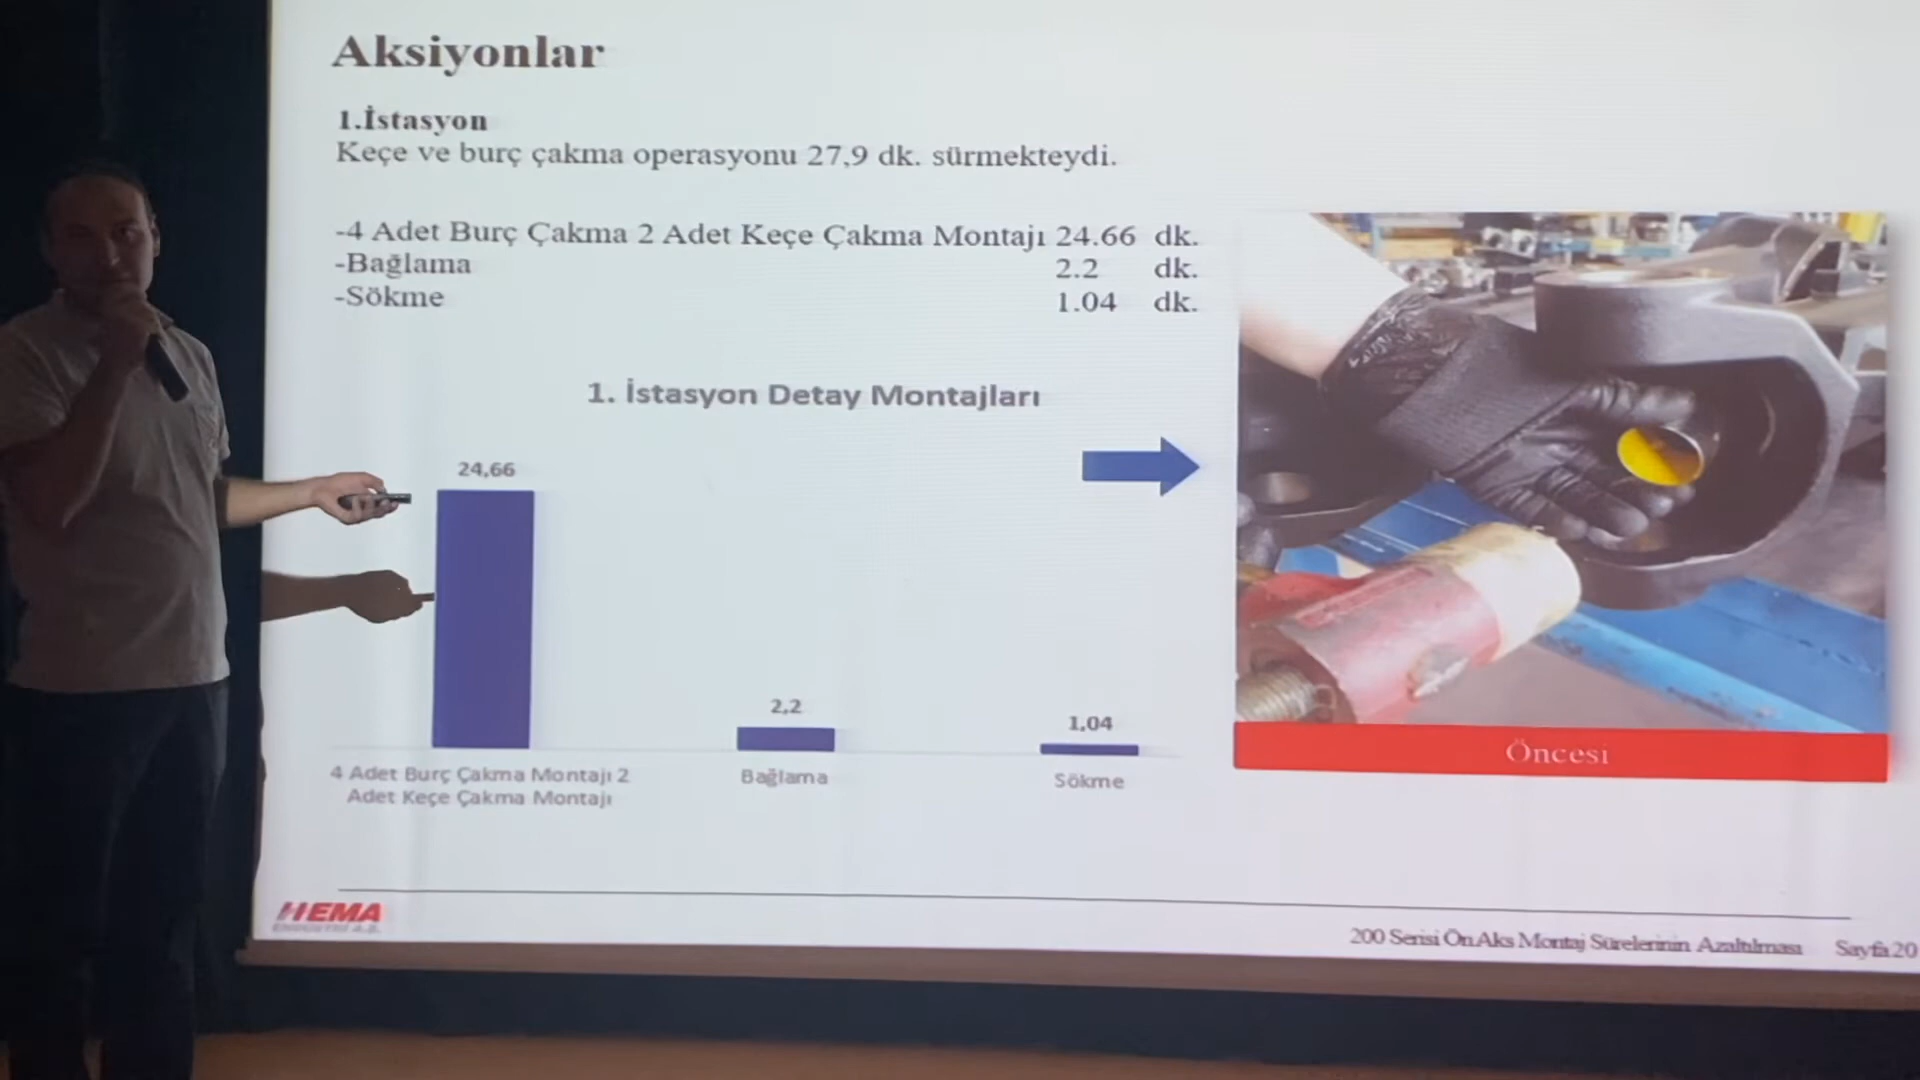 Aksiyonlar
1.İstasyon
Keçe ve burç çakma operasyonu 27,9 dk. sürmekteydi.
-4 Adet Burç Çakma 2 Adet Keçe Çakma Montajı 24.66 dk.
-Bağlama 2.2 dk.
-Sökme 1.04 dk.
1. İstasyon Detay Montajları
24,66
2,2
1,04
4 Adet Burç Çakma Montajı 2
Adet Keçe Çakma Montajı
Bağlama
Sökme
Öncesi
HEMA
ENDÜSTRİ A.Ş.
200 Serisi Ön Aks Montaj Sürelerinin Azaltılması Sayfa 20